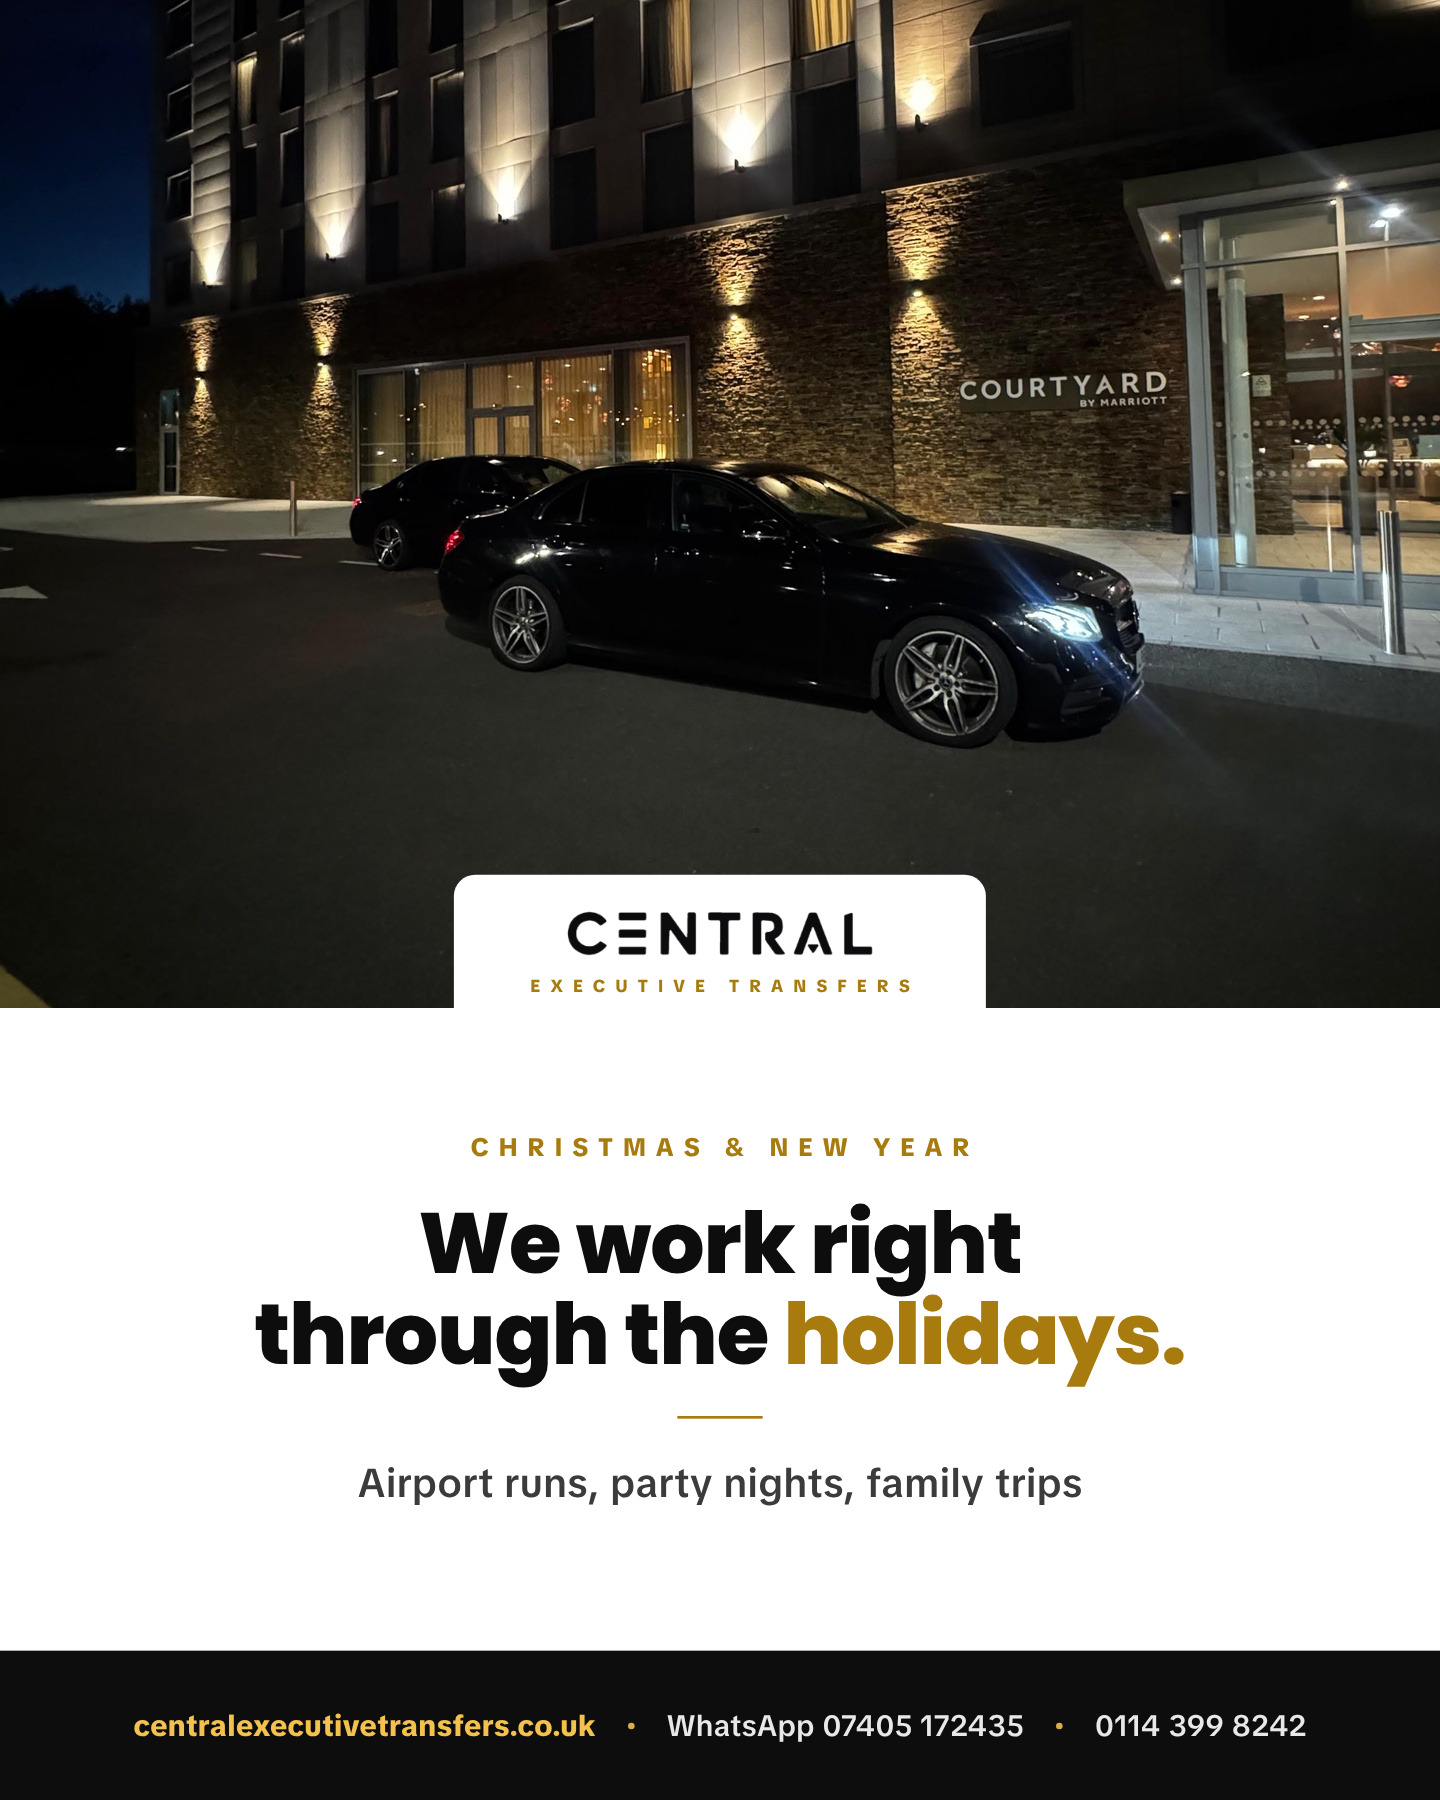 COURTYARD
BY MARRIOTT
CENTRAL
EXECUTIVE TRANSFERS
CHRISTMAS & NEW YEAR
We work right
through the holidays.
Airport runs, party nights, family trips
centralexecutivetransfers.co.uk • WhatsApp 07405 172435 • 0114 399 8242